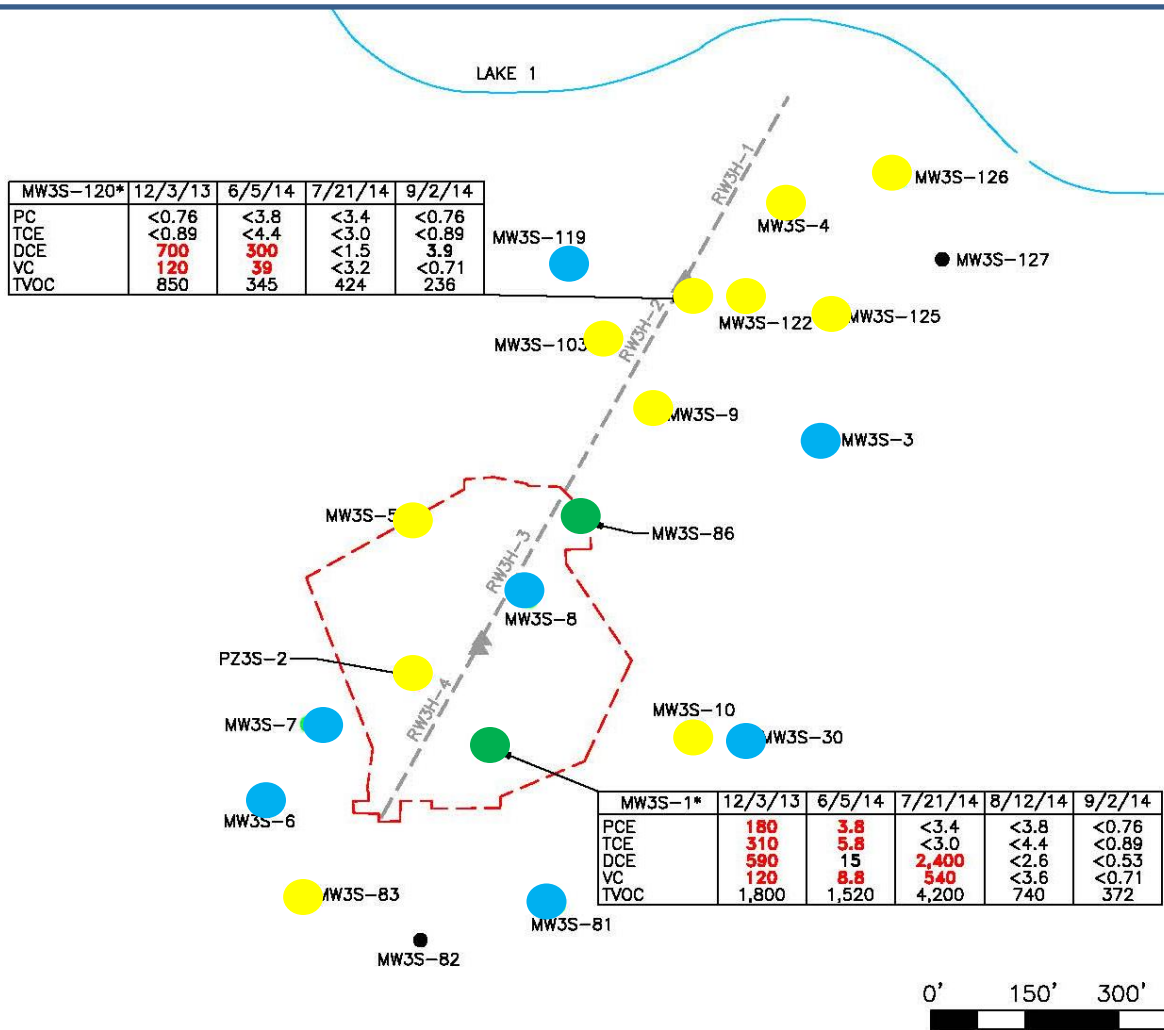 LAKE 1
RW3H-1
MW3S-126
MW3S-4
MW3S-120* 12/3/13 6/5/14 7/21/14 9/2/14
PC <0.76 <3.8 <3.4 <0.76
TCE <0.89 <4.4 <3.0 <0.89
DCE 700 300 <1.5 3.9
VC 120 39 <3.2 <0.71
TVOC 850 345 424 236
MW3S-119
MW3S-127
RW3H-2
MW3S-122
MW3S-125
MW3S-103
MW3S-9
MW3S-3
MW3S-5
MW3S-86
RW3H-3
MW3S-8
PZ3S-2
RW3H-4
MW3S-7
MW3S-10
MW3S-30
MW3S-6
MW3S-1* 12/3/13 6/5/14 7/21/14 8/12/14 9/2/14
PCE 180 3.8 <3.4 <3.8 <0.76
TCE 310 5.8 <3.0 <4.4 <0.89
DCE 590 15 2,400 <2.6 <0.53
VC 120 8.8 540 <3.6 <0.71
TVOC 1,800 1,520 4,200 740 372
MW3S-83
MW3S-81
MW3S-82
0' 150' 300'